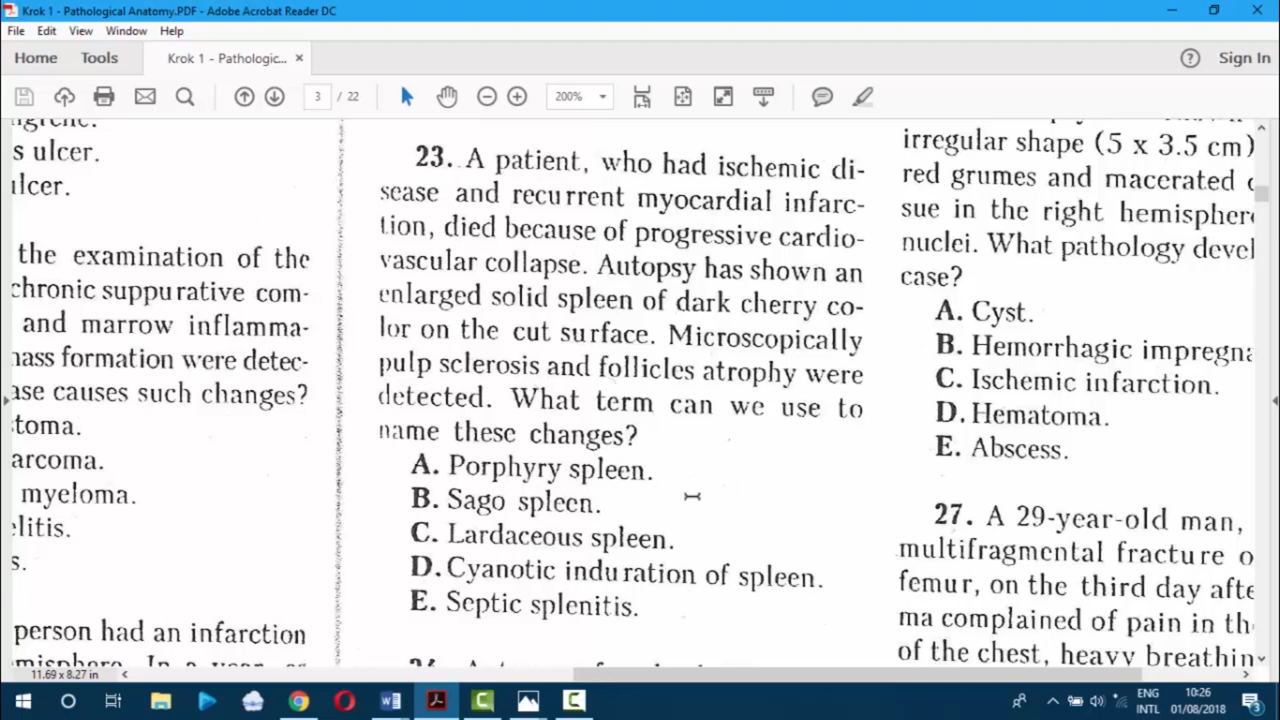 Krok 1 - Pathological Anatomy.PDF - Adobe Acrobat Reader DC
File Edit View Window Help
Home Tools Krok 1 - Pathologic... × Sign In
3 / 22 200%
s ulcer.
ulcer.
the examination of the
chronic suppurative com-
and marrow inflamma-
mass formation were detec-
ase causes such changes?
toma.
arcoma.
myeloma.
elitis.
s.
person had an infarction
23. A patient, who had ischemic di-
sease and recurrent myocardial infarc-
tion, died because of progressive cardio-
vascular collapse. Autopsy has shown an
enlarged solid spleen of dark cherry co-
lor on the cut surface. Microscopically
pulp sclerosis and follicles atrophy were
detected. What term can we use to
name these changes?
A. Porphyry spleen.
B. Sago spleen.
C. Lardaceous spleen.
D. Cyanotic induration of spleen.
E. Septic splenitis.
irregular shape (5 x 3.5 cm)
red grumes and macerated
sue in the right hemisphere
nuclei. What pathology devel
case?
A. Cyst.
B. Hemorrhagic impregna
C. Ischemic infarction.
D. Hematoma.
E. Abscess.
27. A 29-year-old man,
multifragmental fracture o
femur, on the third day afte
ma complained of pain in th
of the chest, heavy breathin
11.69 x 8.27 in
ENG
INTL
10:26
01/08/2018
3